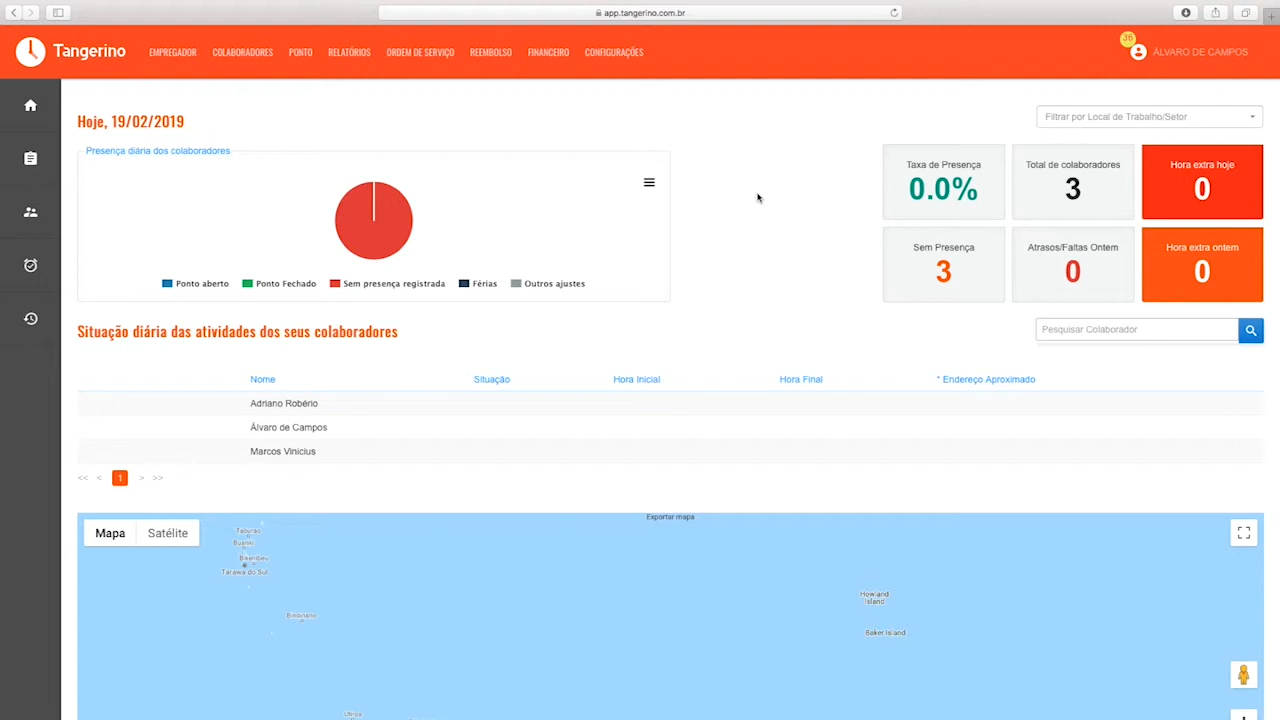 app.tangerino.com.br
Tangerino EMPREGADOR COLABORADORES PONTO RELATÓRIOS ORDEM DE SERVIÇO REEMBOLSO FINANCEIRO CONFIGURAÇÕES 36 ÁLVARO DE CAMPOS
Hoje, 19/02/2019
Filtrar por Local de Trabalho/Setor
Presença diária dos colaboradores
Ponto aberto Ponto Fechado Sem presença registrada Férias Outros ajustes
Taxa de Presença
0.0%
Total de colaboradores
3
Hora extra hoje
0
Sem Presença
3
Atrasos/Faltas Ontem
0
Hora extra ontem
0
Situação diária das atividades dos seus colaboradores
Pesquisar Colaborador
Nome Situação Hora Inicial Hora Final * Endereço Aproximado
Adriano Robério
Álvaro de Campos
Marcos Vinicius
<< < 1 > >>
Exportar mapa
Mapa Satélite
Buariki
Bikenibeu
Tarawa do Sul
Binoinano
Howland
Island
Baker Island